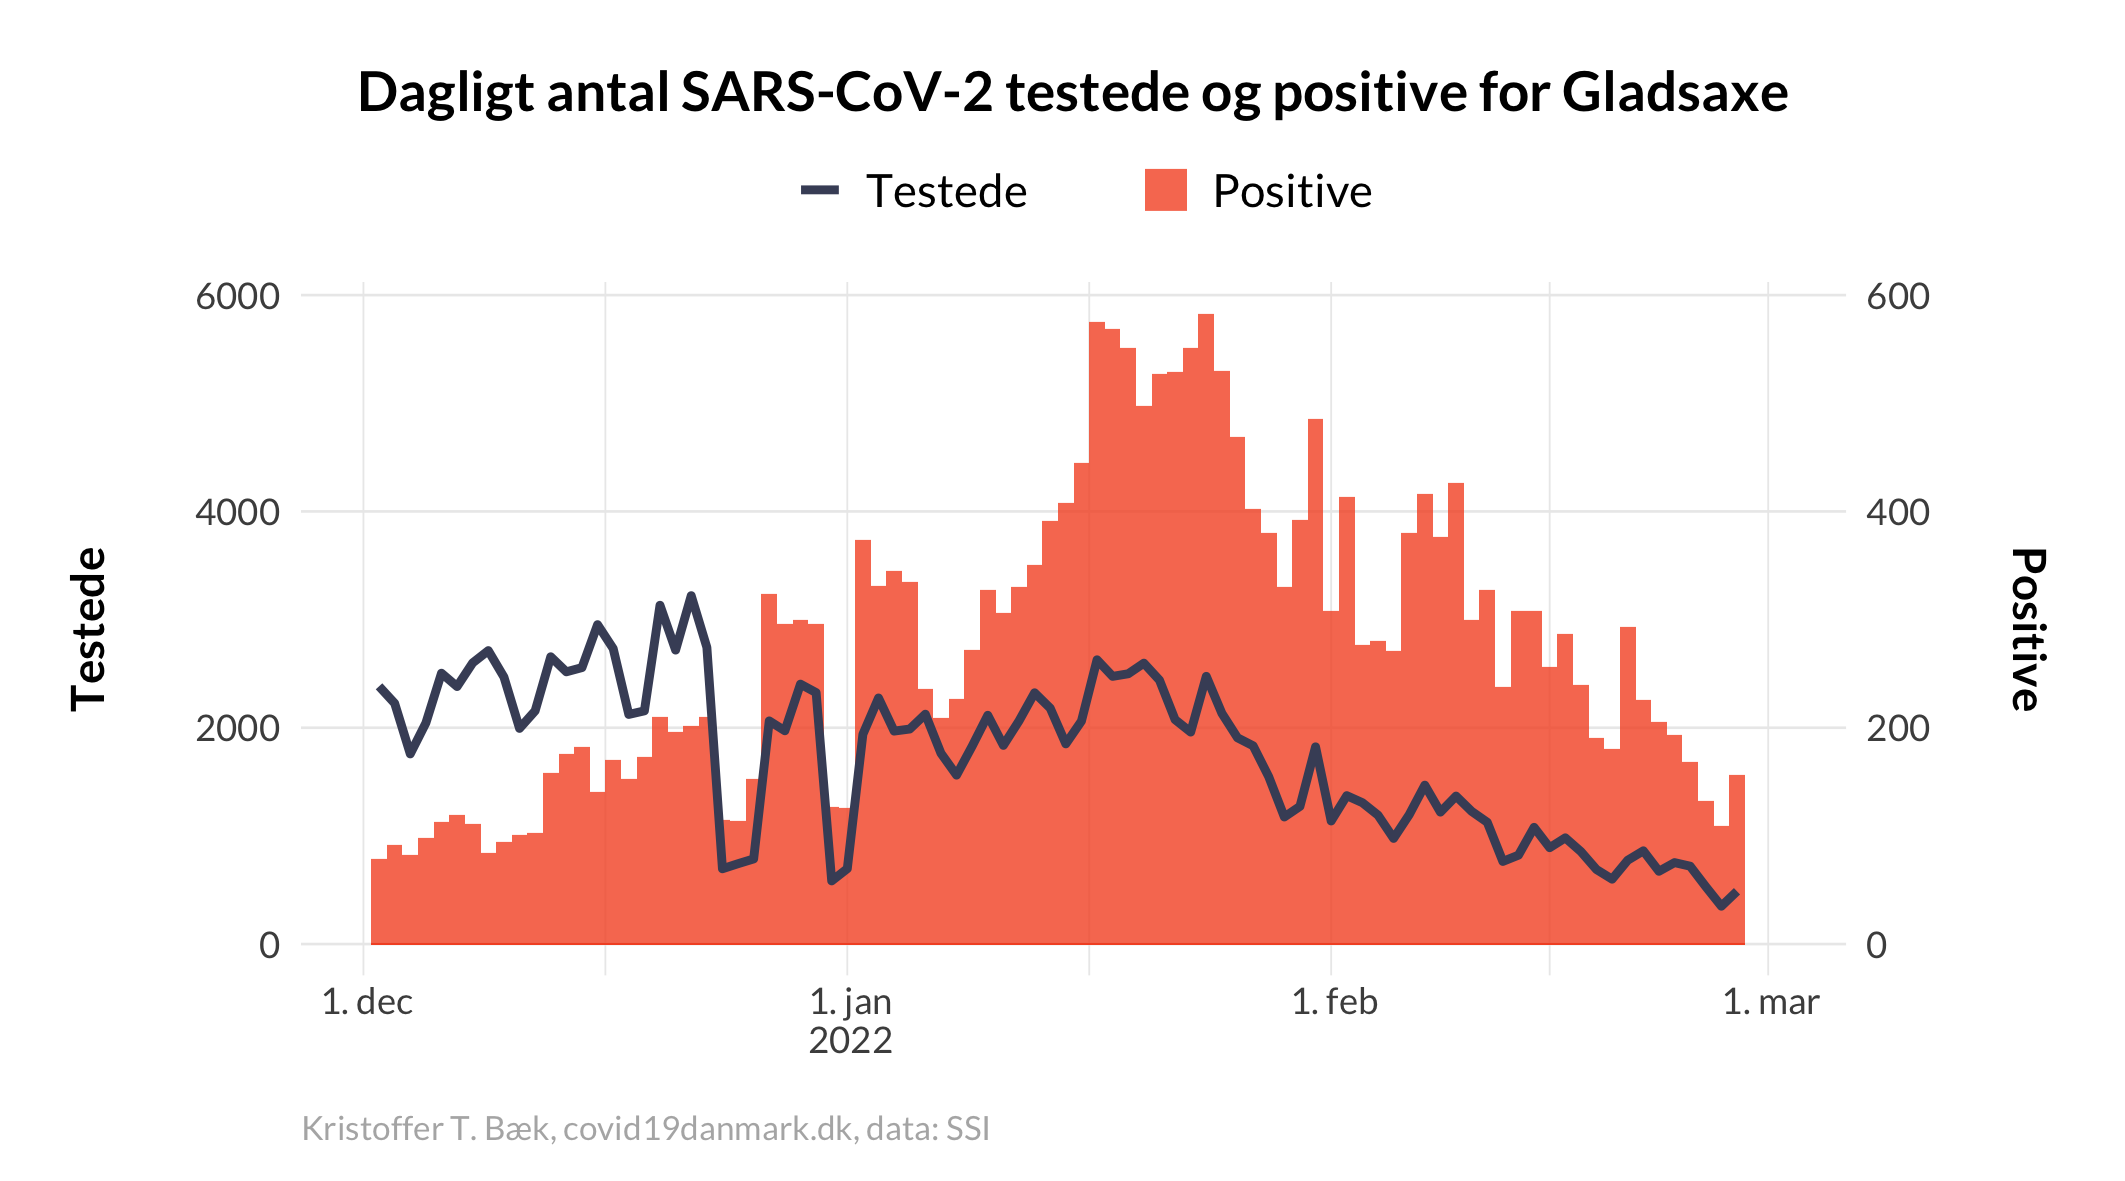 Dagligt antal SARS-CoV-2 testede og positive for Gladsaxe
Testede Positive
6000 600
4000 400
2000 200
0 0
Testede
Positive
1. dec 1. jan 1. feb 1. mar
2022
Kristoffer T. Bæk, covid19danmark.dk, data: SSI